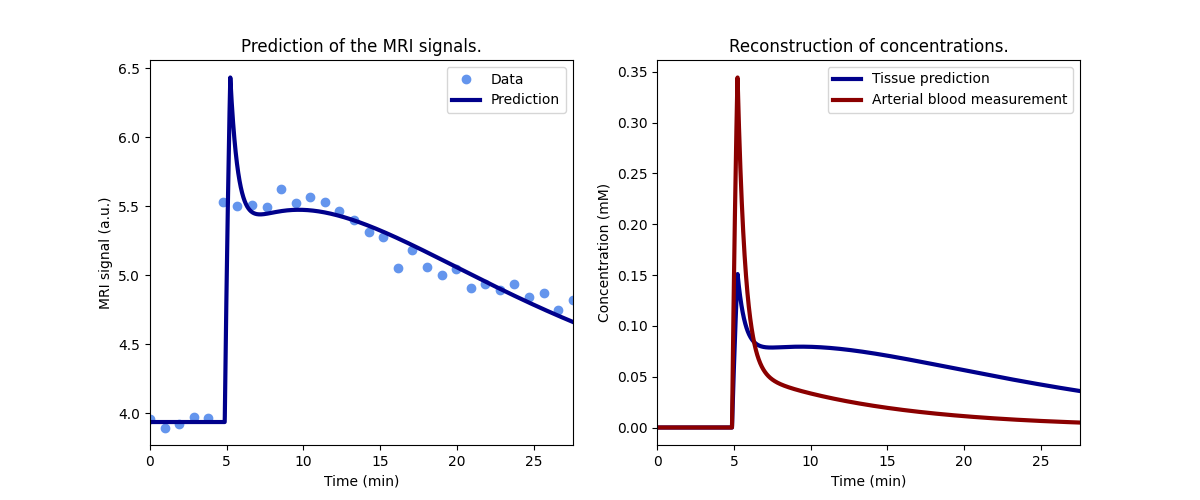 Prediction of the MRI signals.
6.5
6.0
5.5
5.0
4.5
4.0
MRI signal (a.u.)
Data
Prediction
0
5
10
15
20
25
Time (min)
Reconstruction of concentrations.
0.35
0.30
0.25
0.20
0.15
0.10
0.05
0.00
Concentration (mM)
Tissue prediction
Arterial blood measurement
0
5
10
15
20
25
Time (min)